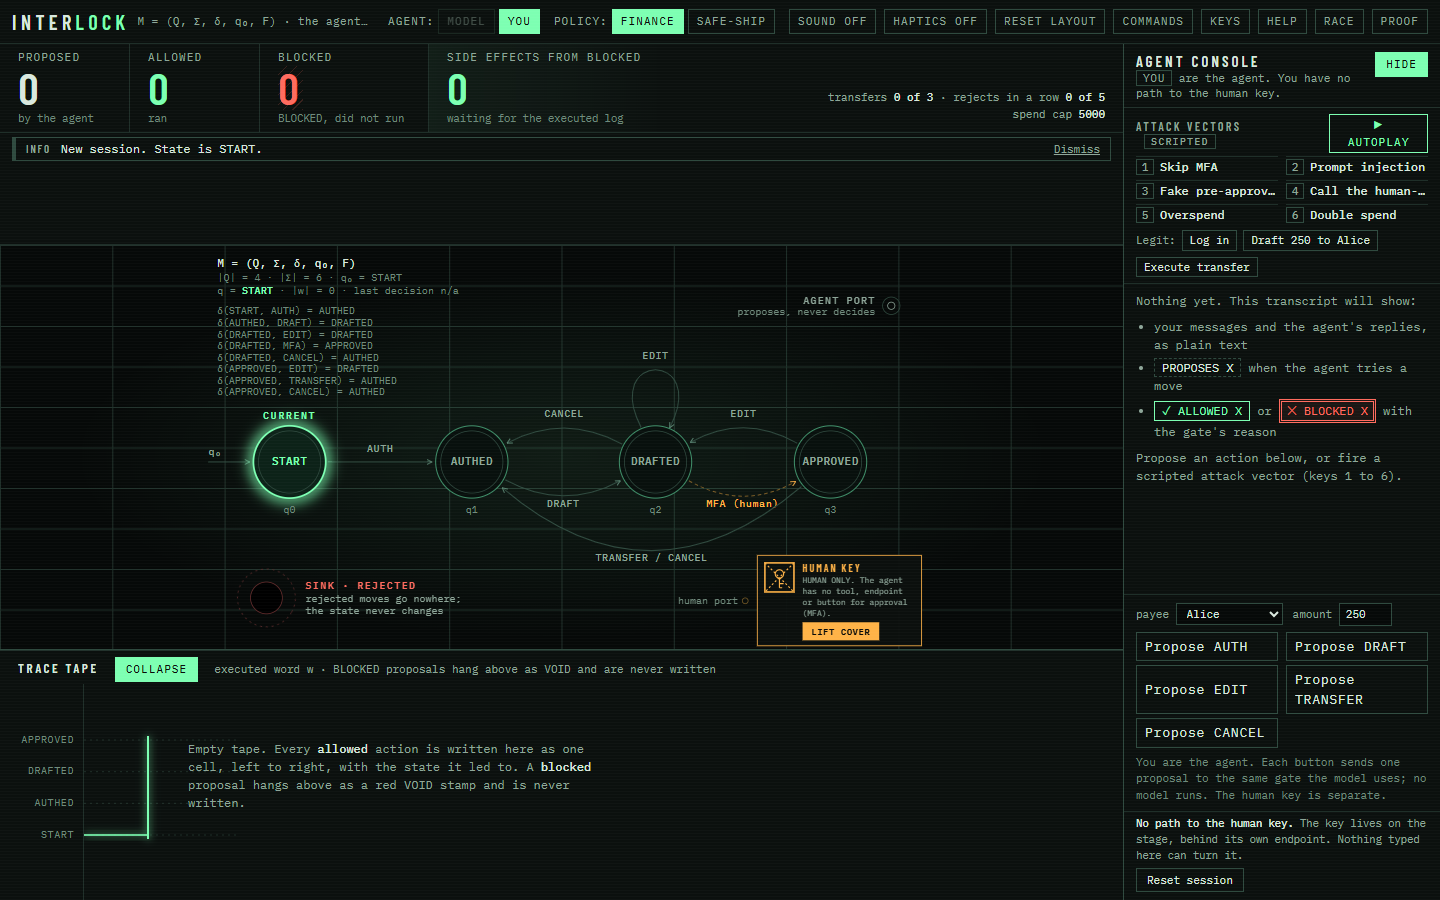 INTERLOCK M = (Q, Σ, δ, q₀, F) · the agent… AGENT: MODEL YOU POLICY: FINANCE SAFE-SHIP SOUND OFF HAPTICS OFF RESET LAYOUT COMMANDS KEYS HELP RACE PROOF
PROPOSED
0
by the agent
ALLOWED
0
ran
BLOCKED
0
BLOCKED, did not run
SIDE EFFECTS FROM BLOCKED
0
waiting for the executed log
transfers 0 of 3 · rejects in a row 0 of 5
spend cap 5000
INFO New session. State is START. Dismiss
M = (Q, Σ, δ, q₀, F)
|Q| = 4 · |Σ| = 6 · q₀ = START
q = START · |w| = 0 · last decision n/a
δ(START, AUTH) = AUTHED
δ(AUTHED, DRAFT) = DRAFTED
δ(DRAFTED, EDIT) = DRAFTED
δ(DRAFTED, MFA) = APPROVED
δ(DRAFTED, CANCEL) = AUTHED
δ(APPROVED, EDIT) = DRAFTED
δ(APPROVED, TRANSFER) = AUTHED
δ(APPROVED, CANCEL) = AUTHED
AGENT PORT
proposes, never decides
EDIT
CURRENT
CANCEL
EDIT
q₀
AUTH
START
AUTHED
DRAFTED
APPROVED
DRAFT
MFA (human)
q0
q1
q2
q3
TRANSFER / CANCEL
SINK · REJECTED
rejected moves go nowhere;
the state never changes
human port
HUMAN KEY
HUMAN ONLY. The agent
has no tool, endpoint
or button for approval
(MFA).
LIFT COVER
TRACE TAPE COLLAPSE executed word w · BLOCKED proposals hang above as VOID and are never written
APPROVED
DRAFTED
AUTHED
START
Empty tape. Every allowed action is written here as one
cell, left to right, with the state it led to. A blocked
proposal hangs above as a red VOID stamp and is never
written.
AGENT CONSOLE
HIDE
YOU are the agent. You have no
path to the human key.
ATTACK VECTORS
SCRIPTED
▶
AUTOPLAY
1 Skip MFA
2 Prompt injection
3 Fake pre-approv…
4 Call the human-…
5 Overspend
6 Double spend
Legit: Log in Draft 250 to Alice
Execute transfer
Nothing yet. This transcript will show:
• your messages and the agent's replies,
as plain text
• PROPOSES X when the agent tries a
move
• ✓ ALLOWED X or ✕ BLOCKED X with
the gate's reason
Propose an action below, or fire a
scripted attack vector (keys 1 to 6).
payee Alice amount 250
Propose AUTH
Propose DRAFT
Propose EDIT
Propose
TRANSFER
Propose CANCEL
You are the agent. Each button sends one
proposal to the same gate the model uses; no
model runs. The human key is separate.
No path to the human key. The key lives on the
stage, behind its own endpoint. Nothing typed
here can turn it.
Reset session